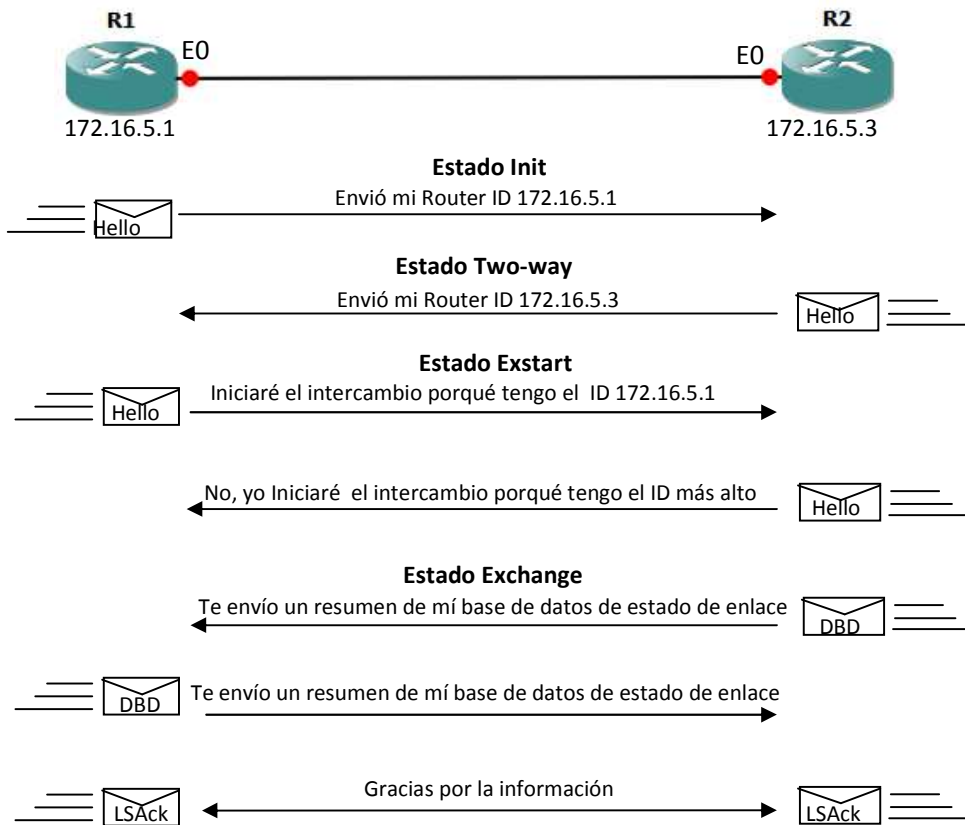 R1
R2
E0
E0
172.16.5.1
172.16.5.3
Estado Init
Envió mi Router ID 172.16.5.1
Hello
Estado Two-way
Envió mi Router ID 172.16.5.3
Hello
Estado Exstart
Iniciaré el intercambio porqué tengo el ID 172.16.5.1
Hello
No, yo Iniciaré el intercambio porqué tengo el ID más alto
Hello
Estado Exchange
Te envío un resumen de mí base de datos de estado de enlace
DBD
Te envío un resumen de mí base de datos de estado de enlace
DBD
Gracias por la información
LSAck
LSAck